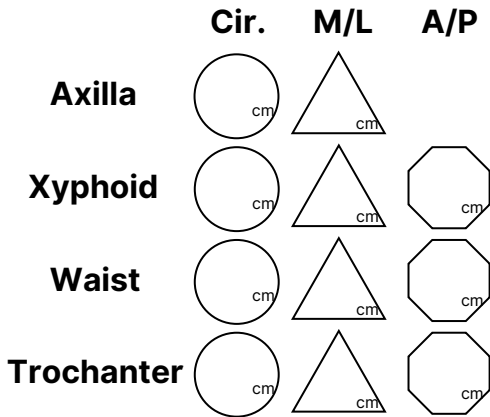 Cir. M/L A/P
Axilla cm cm
Xyphoid cm cm cm
Waist cm cm cm
Trochanter cm cm cm